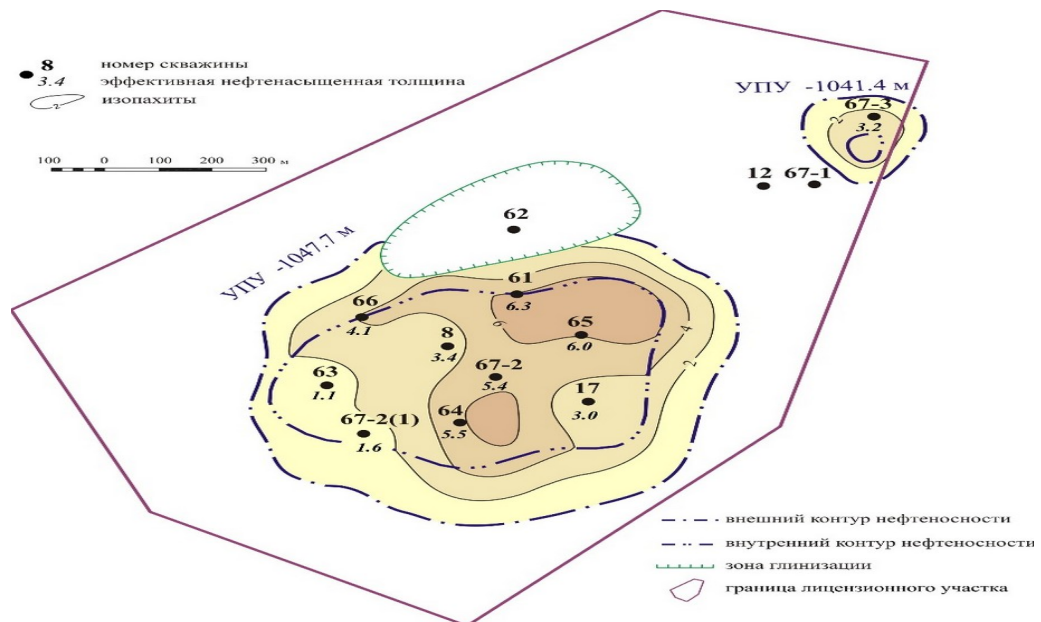 8 номер скважины
3.4 эффективная нефтенасыщенная толщина
2 изопахиты
100 0 100 200 300 м
УПУ -1041.4 м
67-3
2
3.2
12 67-1
62
УПУ -1047.7 м
61
6.3
66
4.1
6
65
6.0
4
8
3.4
2
67-2
5.4
63
1.1
17
3.0
64
5.5
67-2(1)
1.6
внешний контур нефтеносности
внутренний контур нефтеносности
зона глинизации
граница лицензионного участка